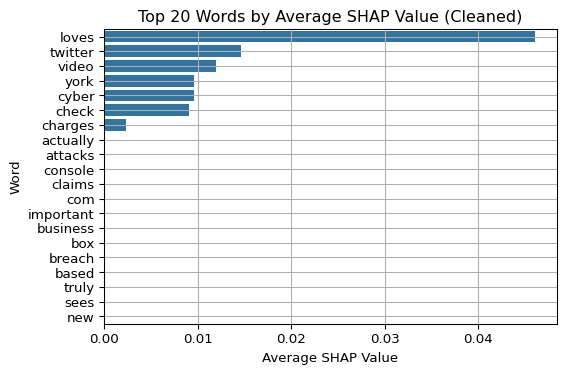 Top 20 Words by Average SHAP Value (Cleaned)
loves
twitter
video
york
cyber
check
charges
actually
attacks
console
claims
com
important
business
box
breach
based
truly
sees
new
Word
0.00 0.01 0.02 0.03 0.04
Average SHAP Value